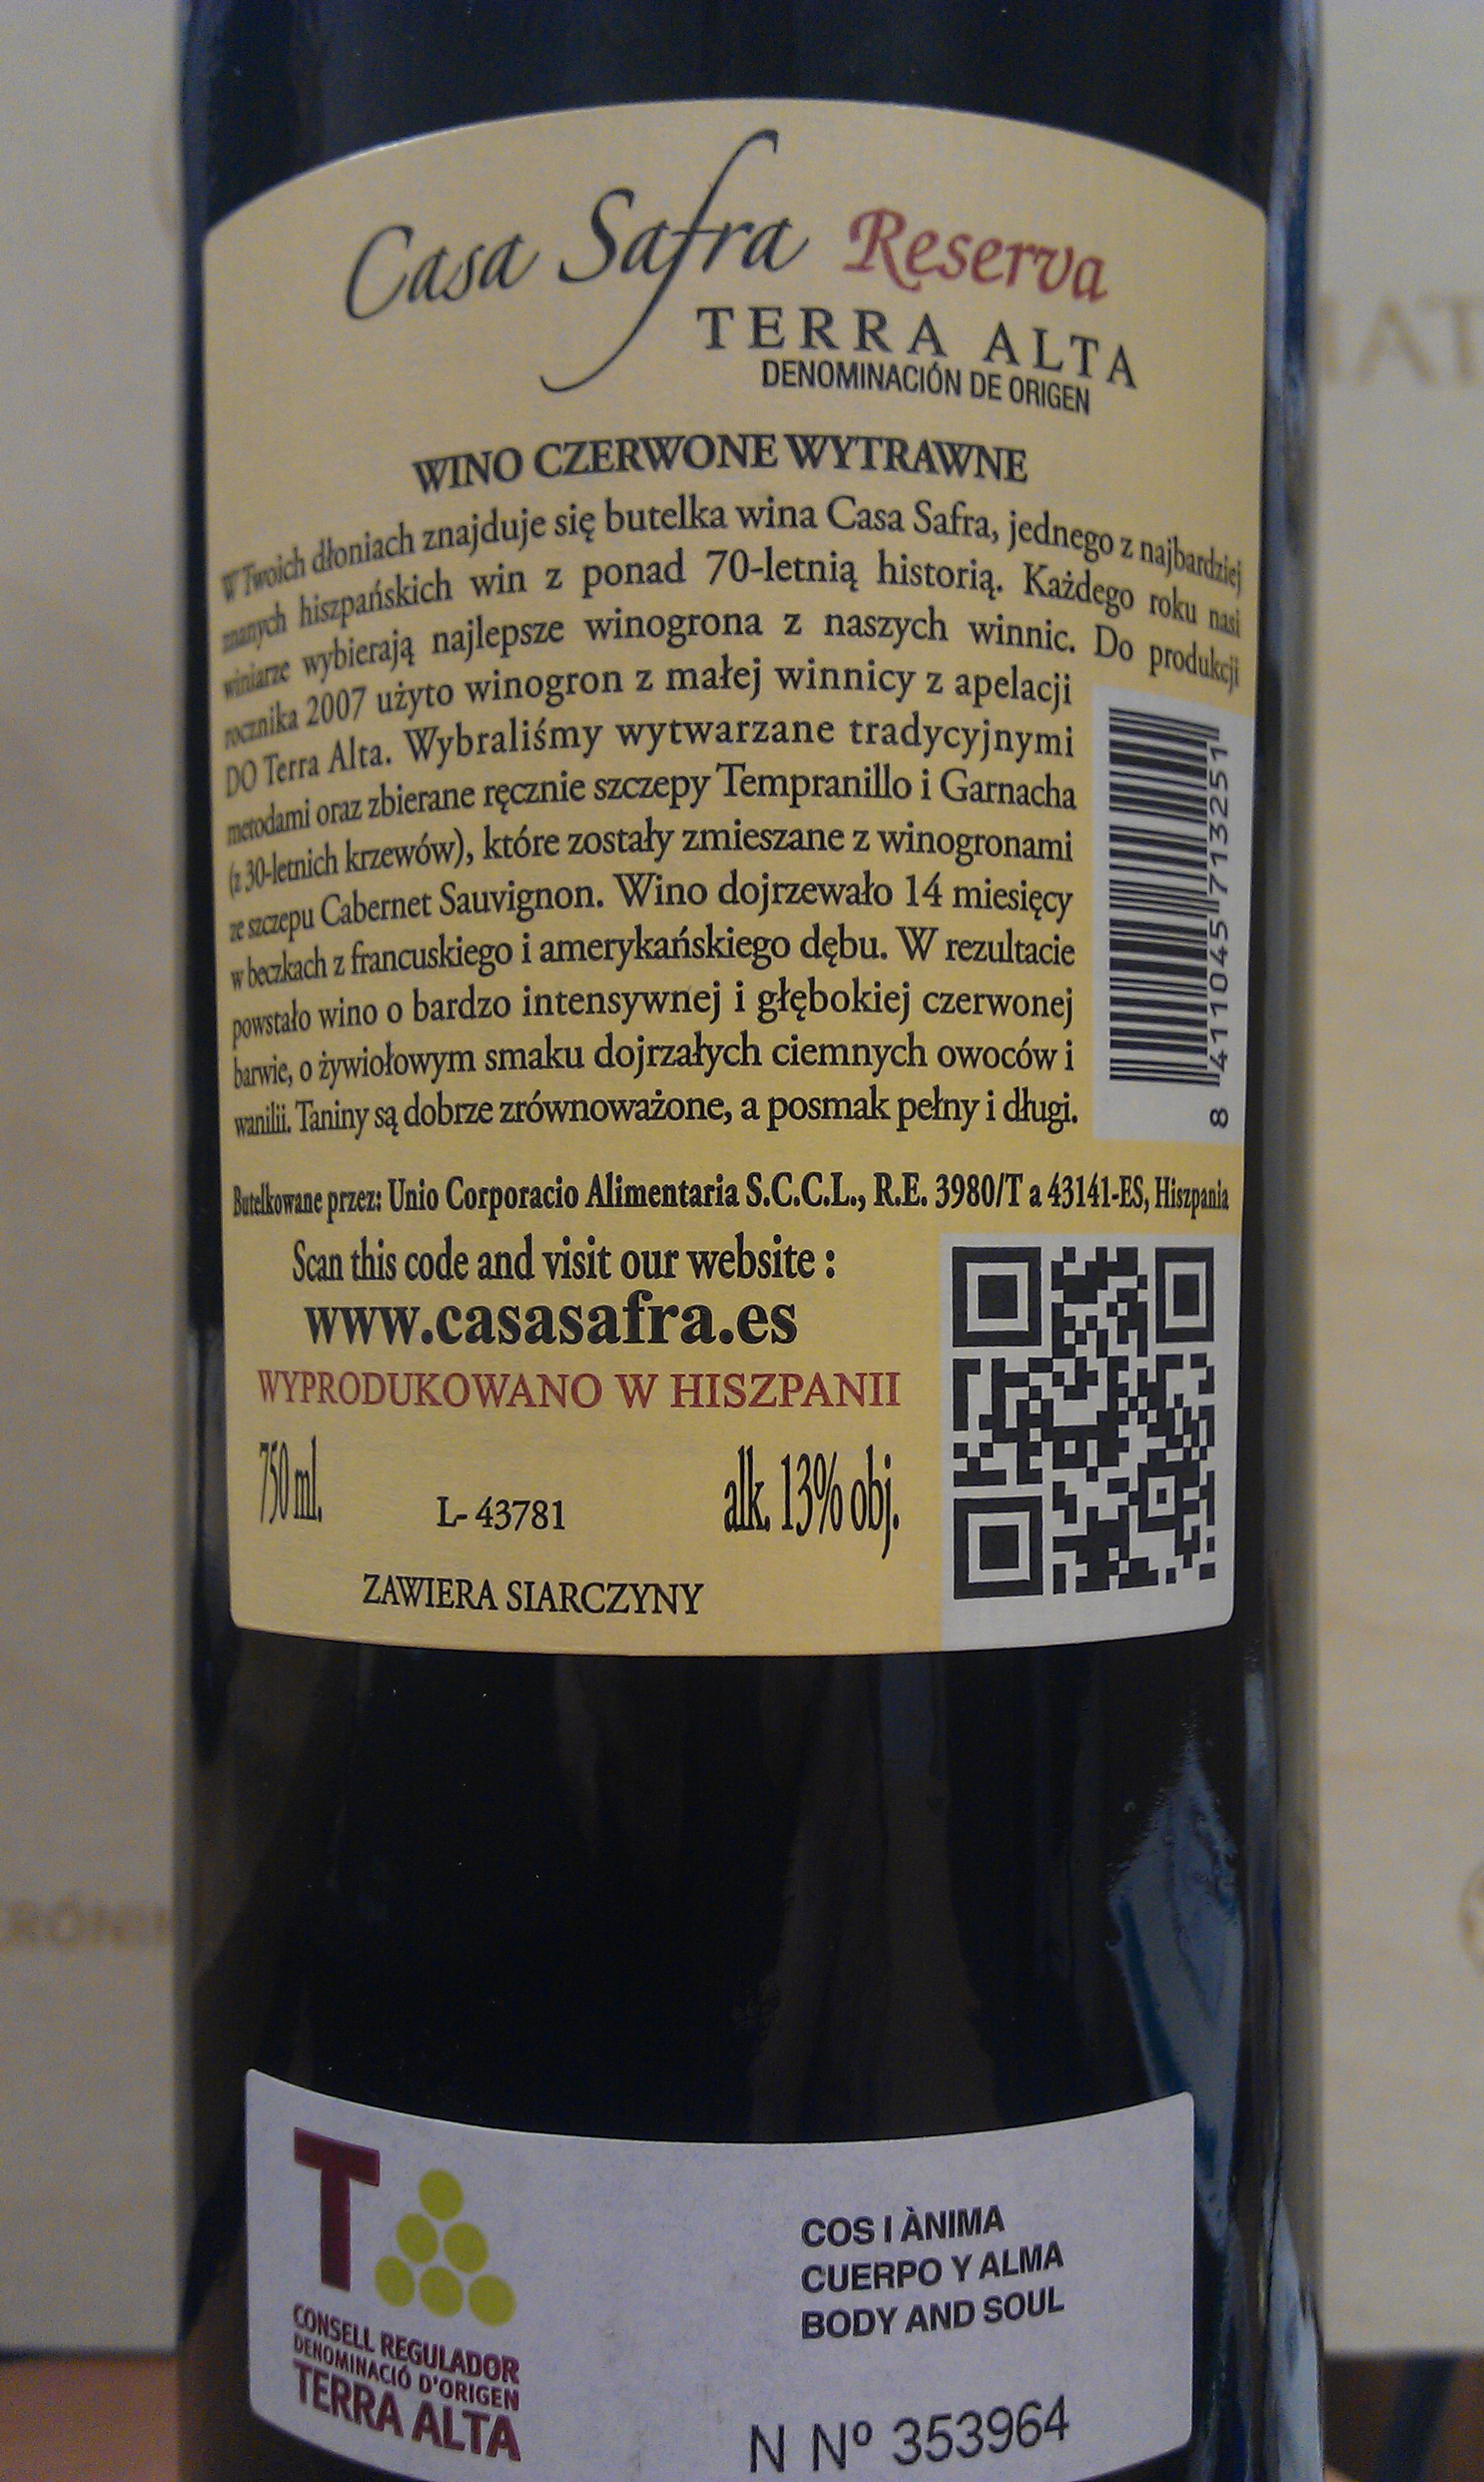 Casa Safra Reserva
TERRA ALTA
DENOMINACIÓN DE ORIGEN
WINO CZERWONE WYTRAWNE
W Twoich dłoniach znajduje się butelka wina Casa Safra, jednego z najbardziej
znanych hiszpańskich win z ponad 70-letnią historią. Każdego roku nasi
winiarze wybierają najlepsze winogrona z naszych winnic. Do produkcji
rocznika 2007 użyto winogron z małej winnicy z apelacji
DO Terra Alta. Wybraliśmy wytwarzane tradycyjnymi
metodami oraz zbierane ręcznie szczepy Tempranillo i Garnacha
(z 30-letnich krzewów), które zostały zmieszane z winogronami
ze szczepu Cabernet Sauvignon. Wino dojrzewało 14 miesięcy
w beczkach z francuskiego i amerykańskiego dębu. W rezultacie
powstało wino o bardzo intensywnej i głębokiej czerwonej
barwie, o żywiołowym smaku dojrzałych ciemnych owoców i
wanilii. Taniny są dobrze zrównoważone, a posmak pełny i długi.
8 411045 713251
Butelkowane przez: Unio Corporacio Alimentaria S.C.C.L., R.E. 3980/T a 43141-ES, Hiszpania
Scan this code and visit our website :
www.casasafra.es
WYPRODUKOWANO W HISZPANII
750 ml. L- 43781 alk. 13% obj.
ZAWIERA SIARCZYNY
T
CONSELL REGULADOR
DENOMINACIÓ D'ORIGEN
TERRA ALTA
COS I ÀNIMA
CUERPO Y ALMA
BODY AND SOUL
N Nº 353964